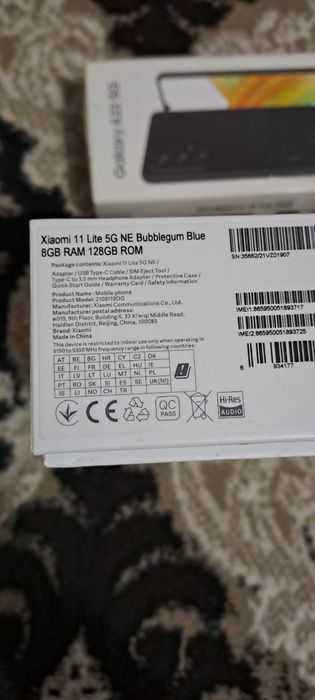 Galaxy A33 5G
Xiaomi 11 Lite 5G NE Bubblegum Blue
8GB RAM 128GB ROM
Package contents: Xiaomi 11 Lite 5G NE /
Adapter / USB Type-C Cable / SIM Eject Tool /
Type-C to 3.5 mm Headphone Adapter / Protective Case /
Quick Start Guide / Warranty Card / Safety Information
Product Name: Mobile phone
Product Model: 2109119DG
Manufacturer: Xiaomi Communications Co., Ltd.
Manufacturer postal address:
#019, 9th Floor, Building 6, 33 Xi'erqi Middle Road,
Haidian District, Beijing, China, 100085
Brand: Xiaomi
Made in China
This device is restricted to indoor use only when operating in
5150 to 5350 MHz frequency range in following countries:
AT BE BG HR CY CZ DK
EE FI FR DE EL HU IE
IT LV LT LU MT NL PL
PT RO SK SI ES SE UK(NI)
IS LI NO CH TR
CE
QC
PASS
Hi-Res
AUDIO
SN:35662/21VZ01907
IMEI1:865950051893717
IMEI2:865950051893725
6
934177